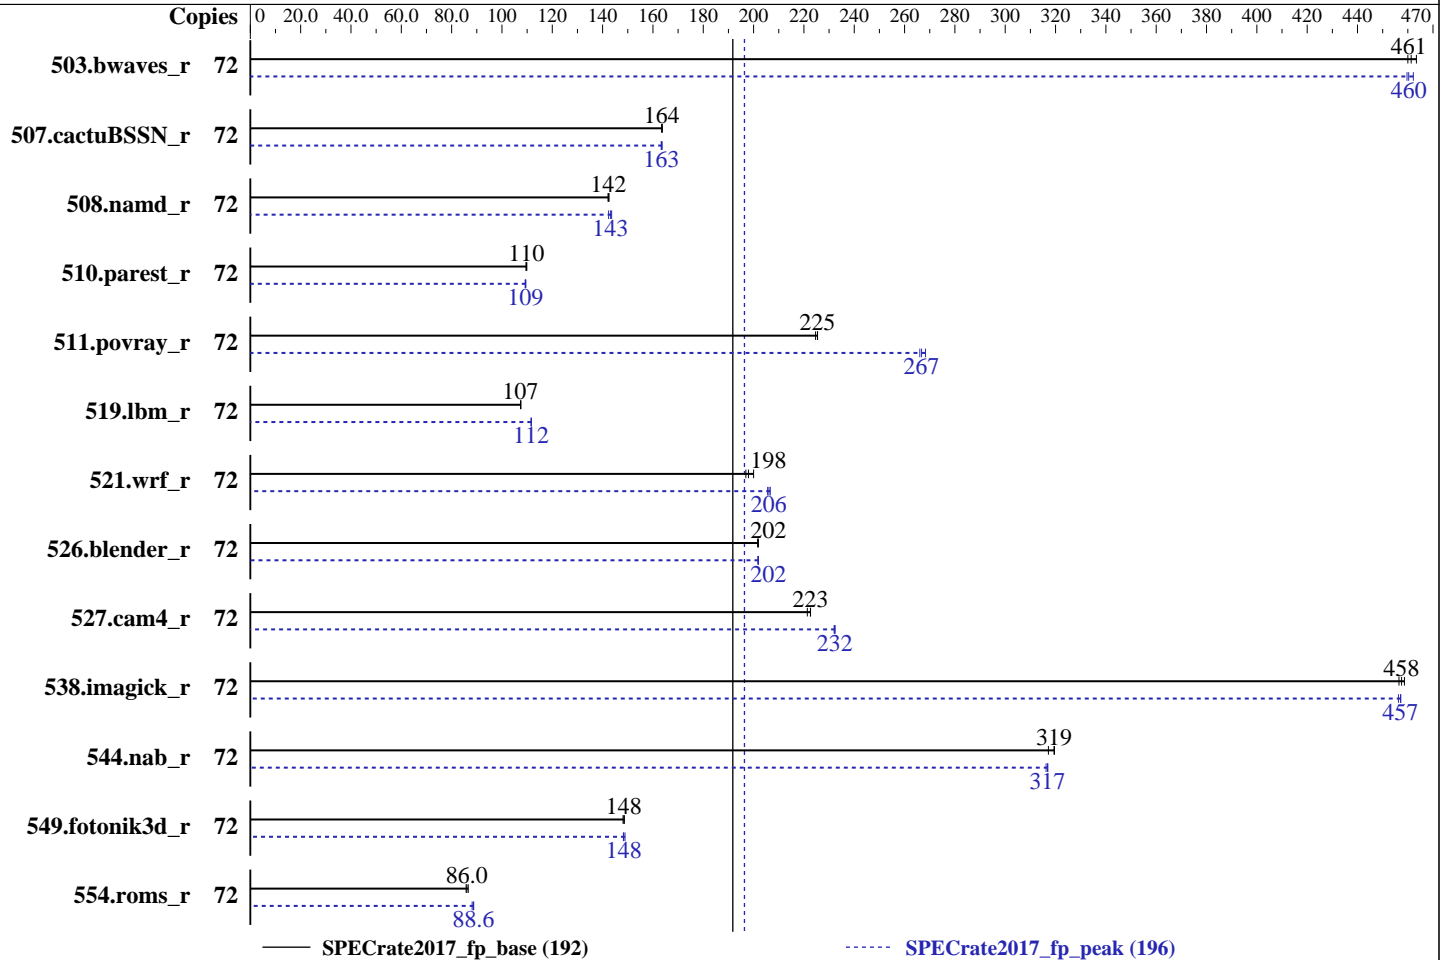 Copies 0 20.0 40.0 60.0 80.0 100 120 140 160 180 200 220 240 260 280 300 320 340 360 380 400 420 440 470
461
503.bwaves_r 72
460
164
507.cactuBSSN_r 72
163
142
508.namd_r 72
143
110
510.parest_r 72
109
225
511.povray_r 72
267
107
519.lbm_r 72
112
198
521.wrf_r 72
206
202
526.blender_r 72
202
223
527.cam4_r 72
232
458
538.imagick_r 72
457
319
544.nab_r 72
317
148
549.fotonik3d_r 72
148
86.0
554.roms_r 72
88.6
SPECrate2017_fp_base (192) SPECrate2017_fp_peak (196)